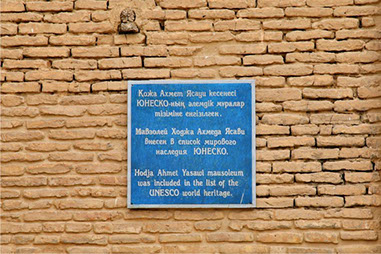 Қожа Ахмет Ясауи кесенесі
ЮНЕСКО-ның әлемдік мұралар
тізіміне енгізілген.
Мавзолей Ходжа Ахмеда Ясави
внесен в список мирового
наследия ЮНЕСКО.
Hodja Ahmet Yasawi mausoleum
was included in the list of the
UNESCO world heritage.